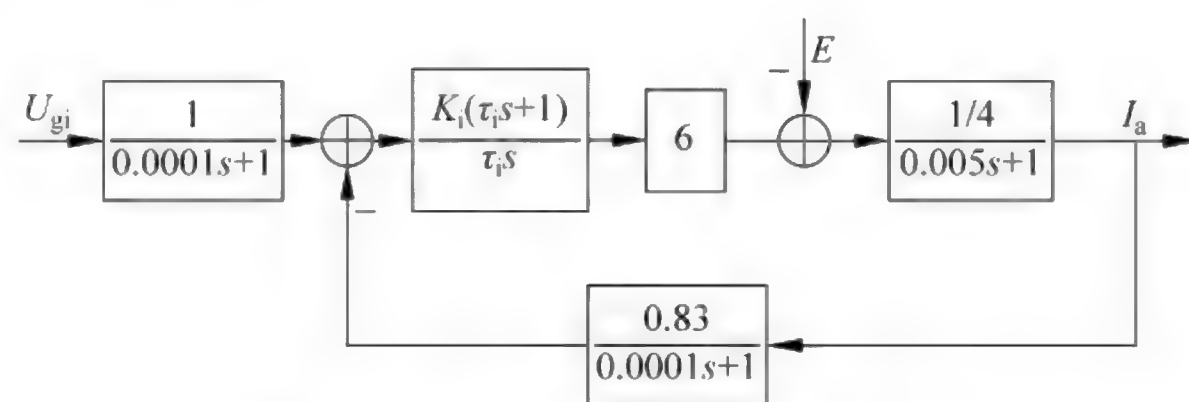 U_gi
1
0.0001s+1
−
K_i(τ_i s+1)
τ_i s
6
− E
1/4
0.005s+1
I_a
0.83
0.0001s+1